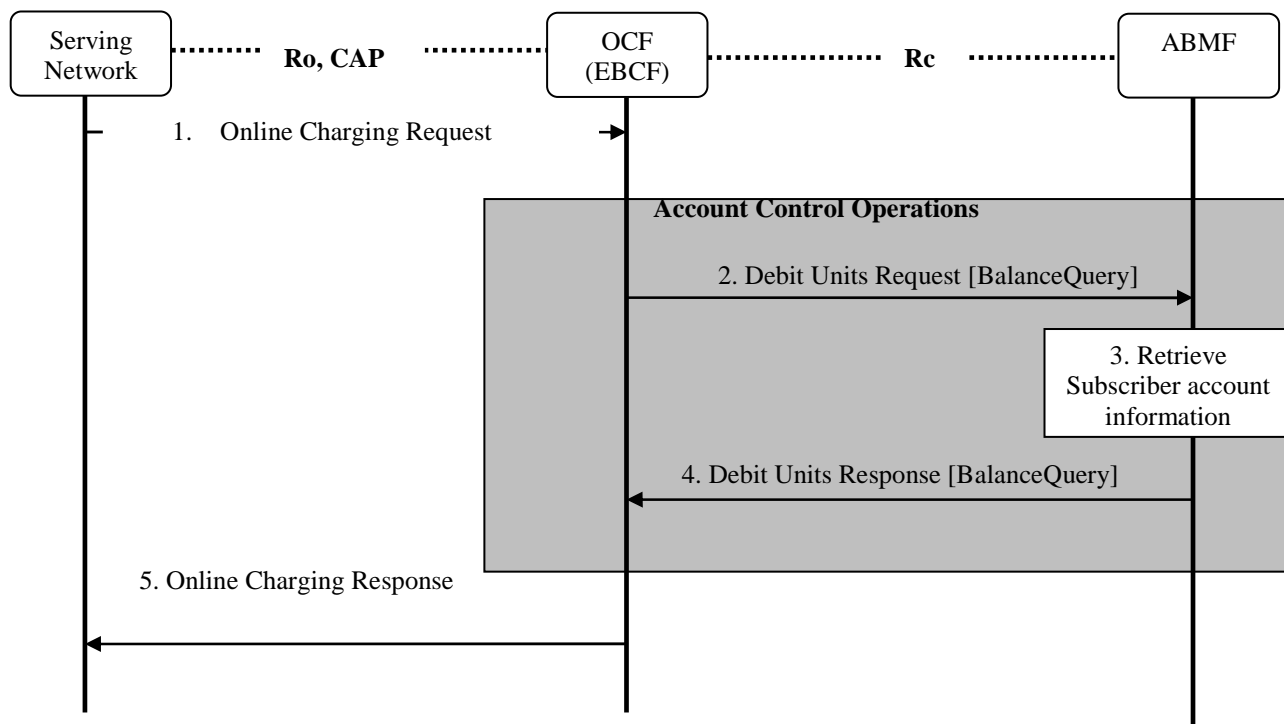 Serving
Network
Ro, CAP
OCF
(EBCF)
Rc
ABMF
1. Online Charging Request
Account Control Operations
2. Debit Units Request [BalanceQuery]
3. Retrieve
Subscriber account
information
4. Debit Units Response [BalanceQuery]
5. Online Charging Response